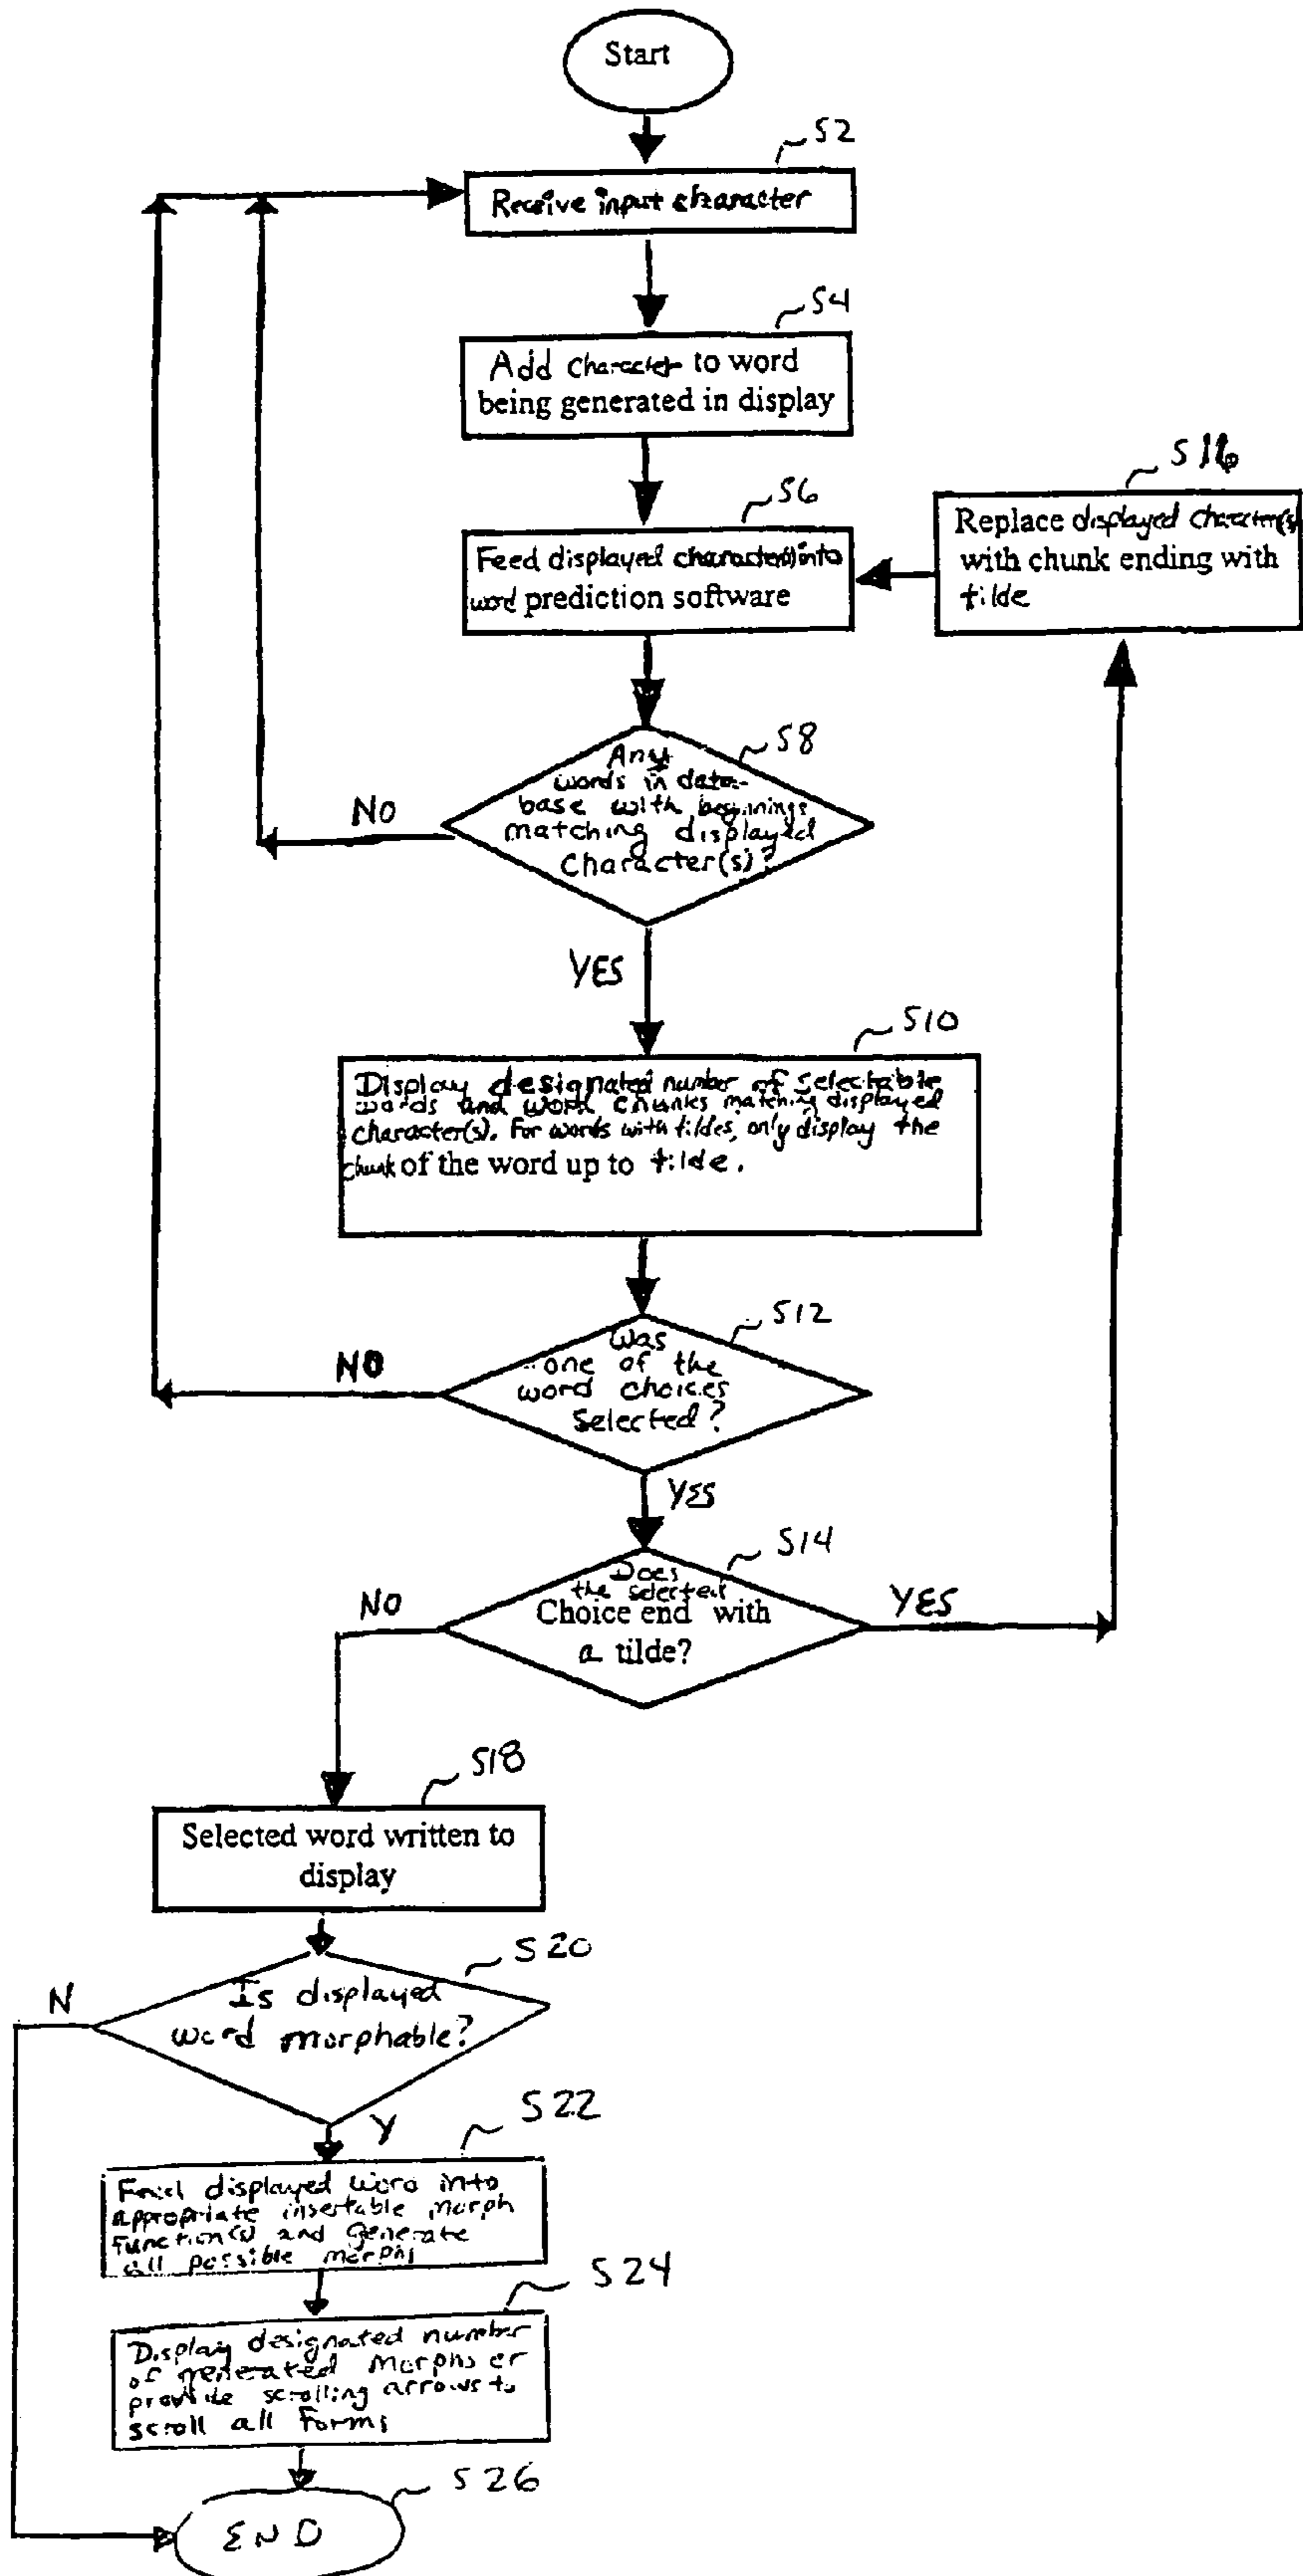 Start
S2
Receive input character
S4
Add character to word
being generated in display
S6
Feed displayed character(s) into
word prediction software
S16
Replace displayed character(s)
with chunk ending with
tilde
S8
Any
words in data-
base with beginnings
matching displayed
Character(s)?
NO
YES
S10
Display designated number of selectable
words and word chunks matching displayed
character(s). For words with tildes, only display the
chunk of the word up to tilde.
S12
Was
one of the
word choices
selected?
NO
YES
S14
Does
the selected
Choice end with
a tilde?
NO
YES
S18
Selected word written to
display
S20
Is displayed
word morphable?
N
Y
S22
Feed displayed word into
appropriate insertable morph
function(s) and generate
all possible morphs
S24
Display designated number
of generated morphs or
provide scrolling arrows to
scroll all forms
S26
END